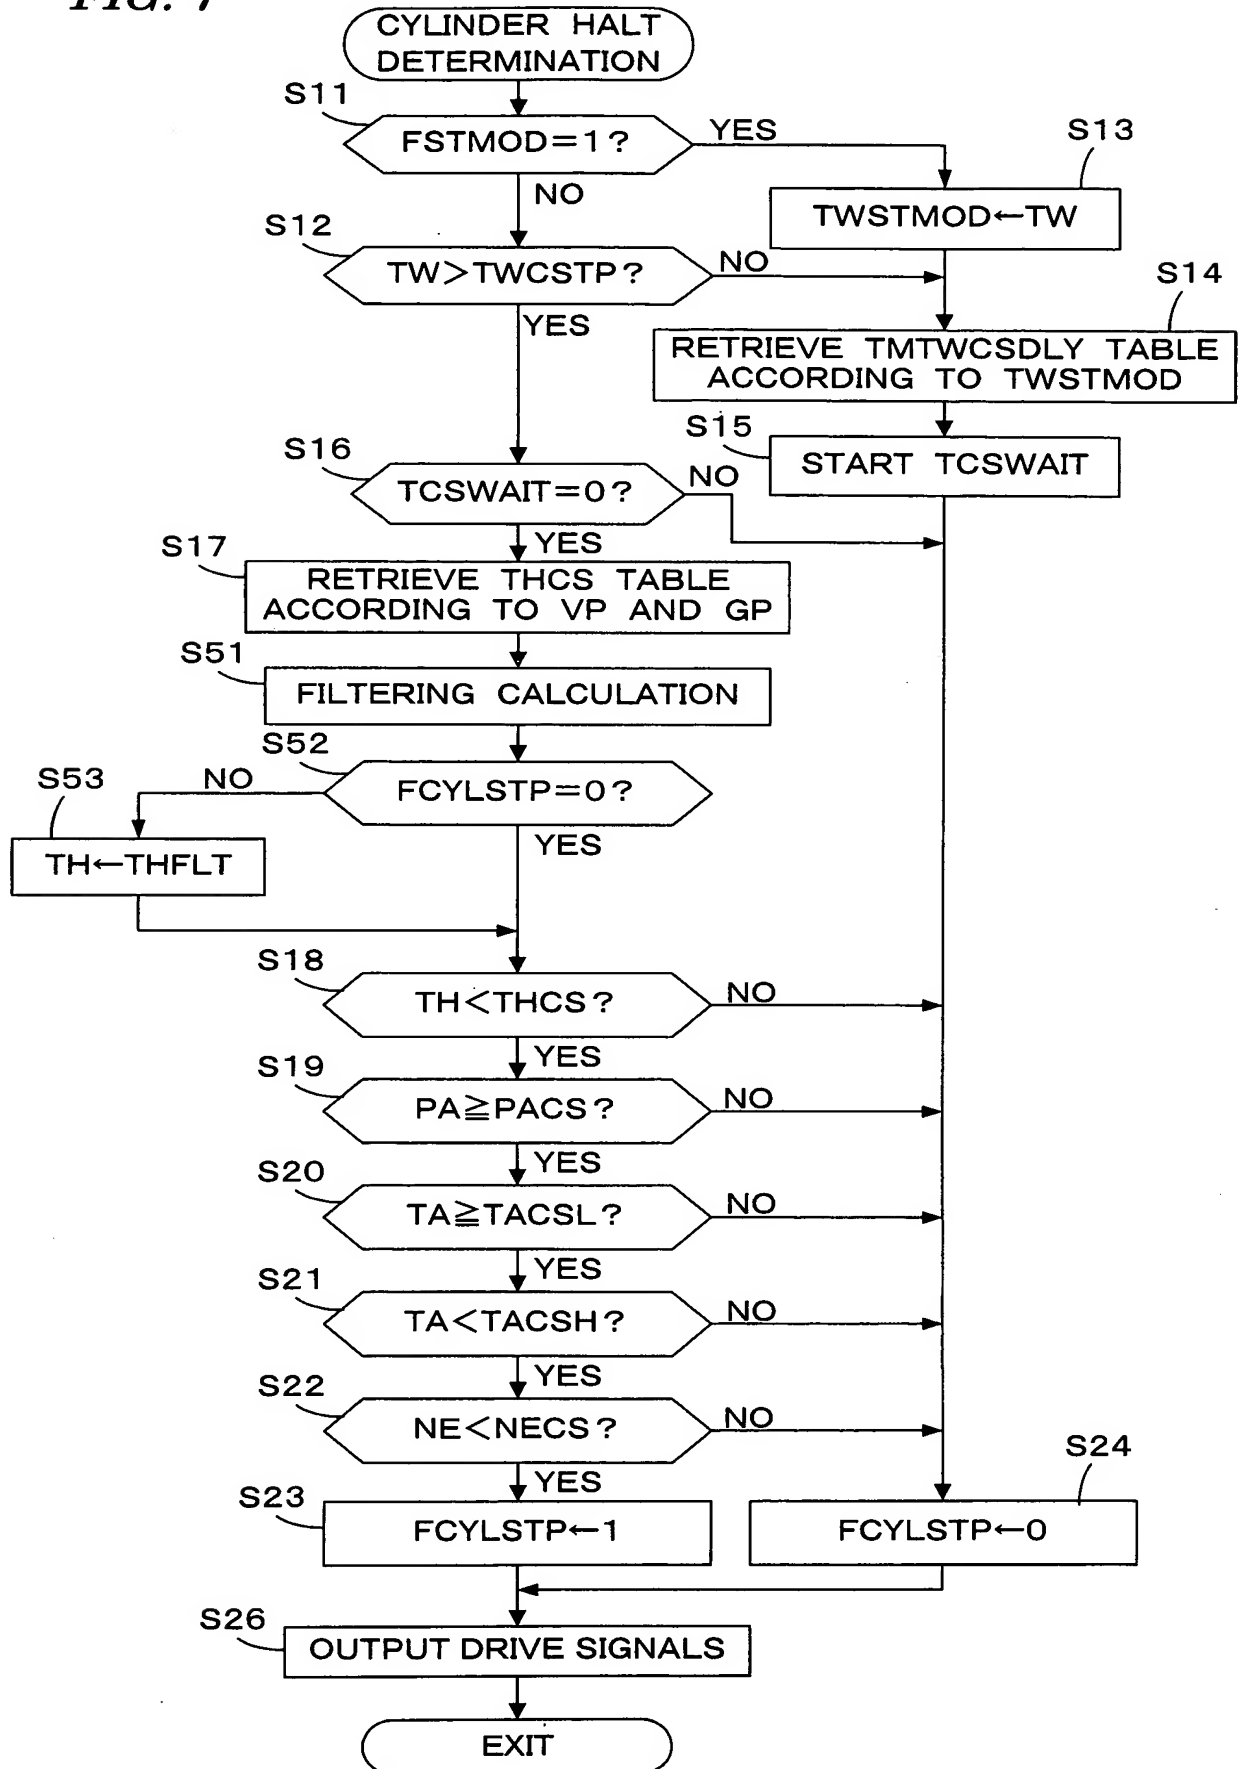 FIG. 7
CYLINDER HALT
DETERMINATION
S11
FSTMOD=1?
YES
NO
S13
TWSTMOD←TW
S12
TW>TWCSTP?
NO
YES
S14
RETRIEVE TMTWCSDLY TABLE
ACCORDING TO TWSTMOD
S15
START TCSWAIT
S16
TCSWAIT=0?
NO
YES
S17
RETRIEVE THCS TABLE
ACCORDING TO VP AND GP
S51
FILTERING CALCULATION
S52
FCYLSTP=0?
NO
YES
S53
TH←THFLT
S18
TH<THCS?
NO
YES
S19
PA≧PACS?
NO
YES
S20
TA≧TACSL?
NO
YES
S21
TA<TACSH?
NO
YES
S22
NE<NECS?
NO
YES
S23
FCYLSTP←1
S24
FCYLSTP←0
S26
OUTPUT DRIVE SIGNALS
EXIT